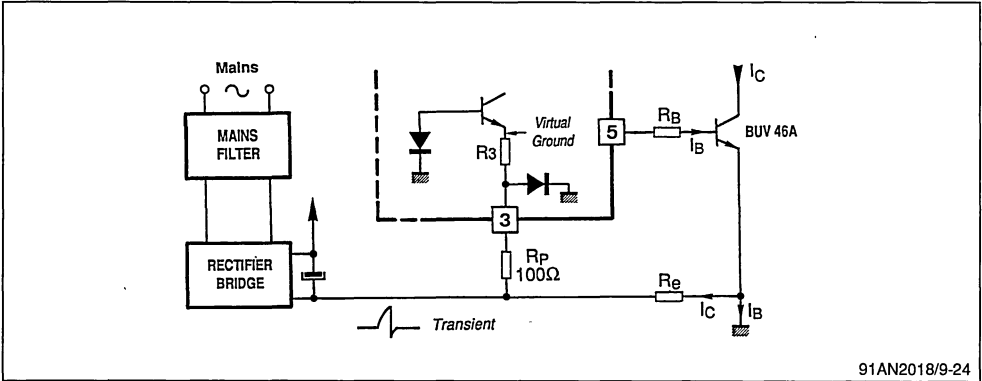 Mains
MAINS
FILTER
RECTIFIER
BRIDGE
Transient
Virtual
Ground
R3
3
RP
100Ω
5
RB
IB
IC
BUV 46A
Re
IC
IB
91AN2018/9-24